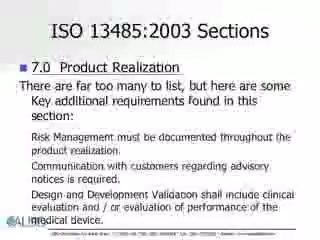 ISO 13485:2003 Sections
7.0 Product Realization
There are far too many to list, but here are some
Key additional requirements found in this
section:
Risk Management must be documented throughout the
product realization.
Communication with customers regarding advisory
notices is required.
Design and Development Validation shall include clinical
evaluation and / or evaluation of performance of the
medical device.